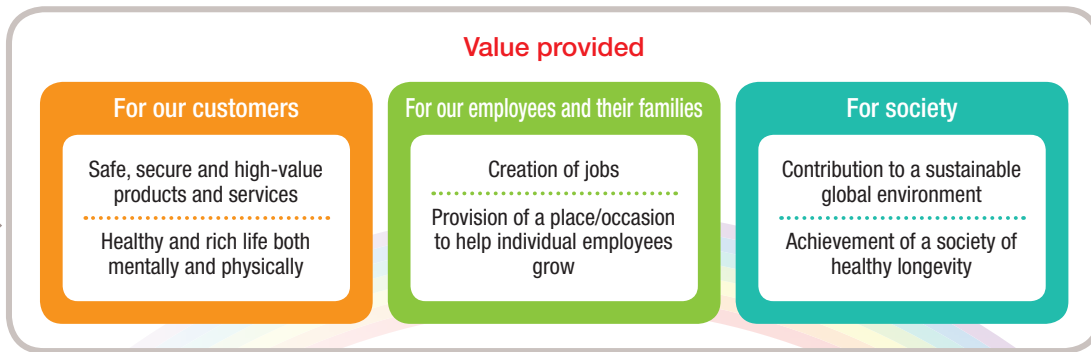 Value provided
For our customers
Safe, secure and high-value
products and services
Healthy and rich life both
mentally and physically
For our employees and their families
Creation of jobs
Provision of a place/occasion
to help individual employees
grow
For society
Contribution to a sustainable
global environment
Achievement of a society of
healthy longevity